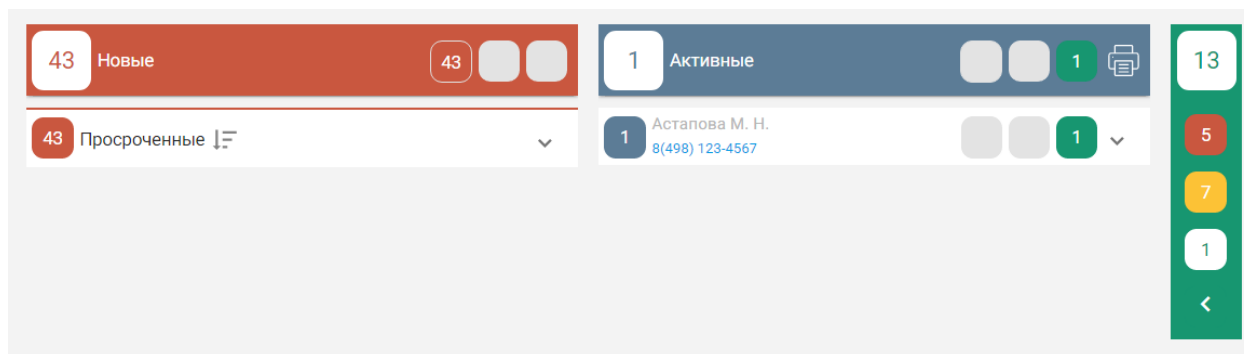 43 Новые 43
43 Просроченные
1 Активные 1
1 Астапова М. Н. 1
8(498) 123-4567
13
5
7
1